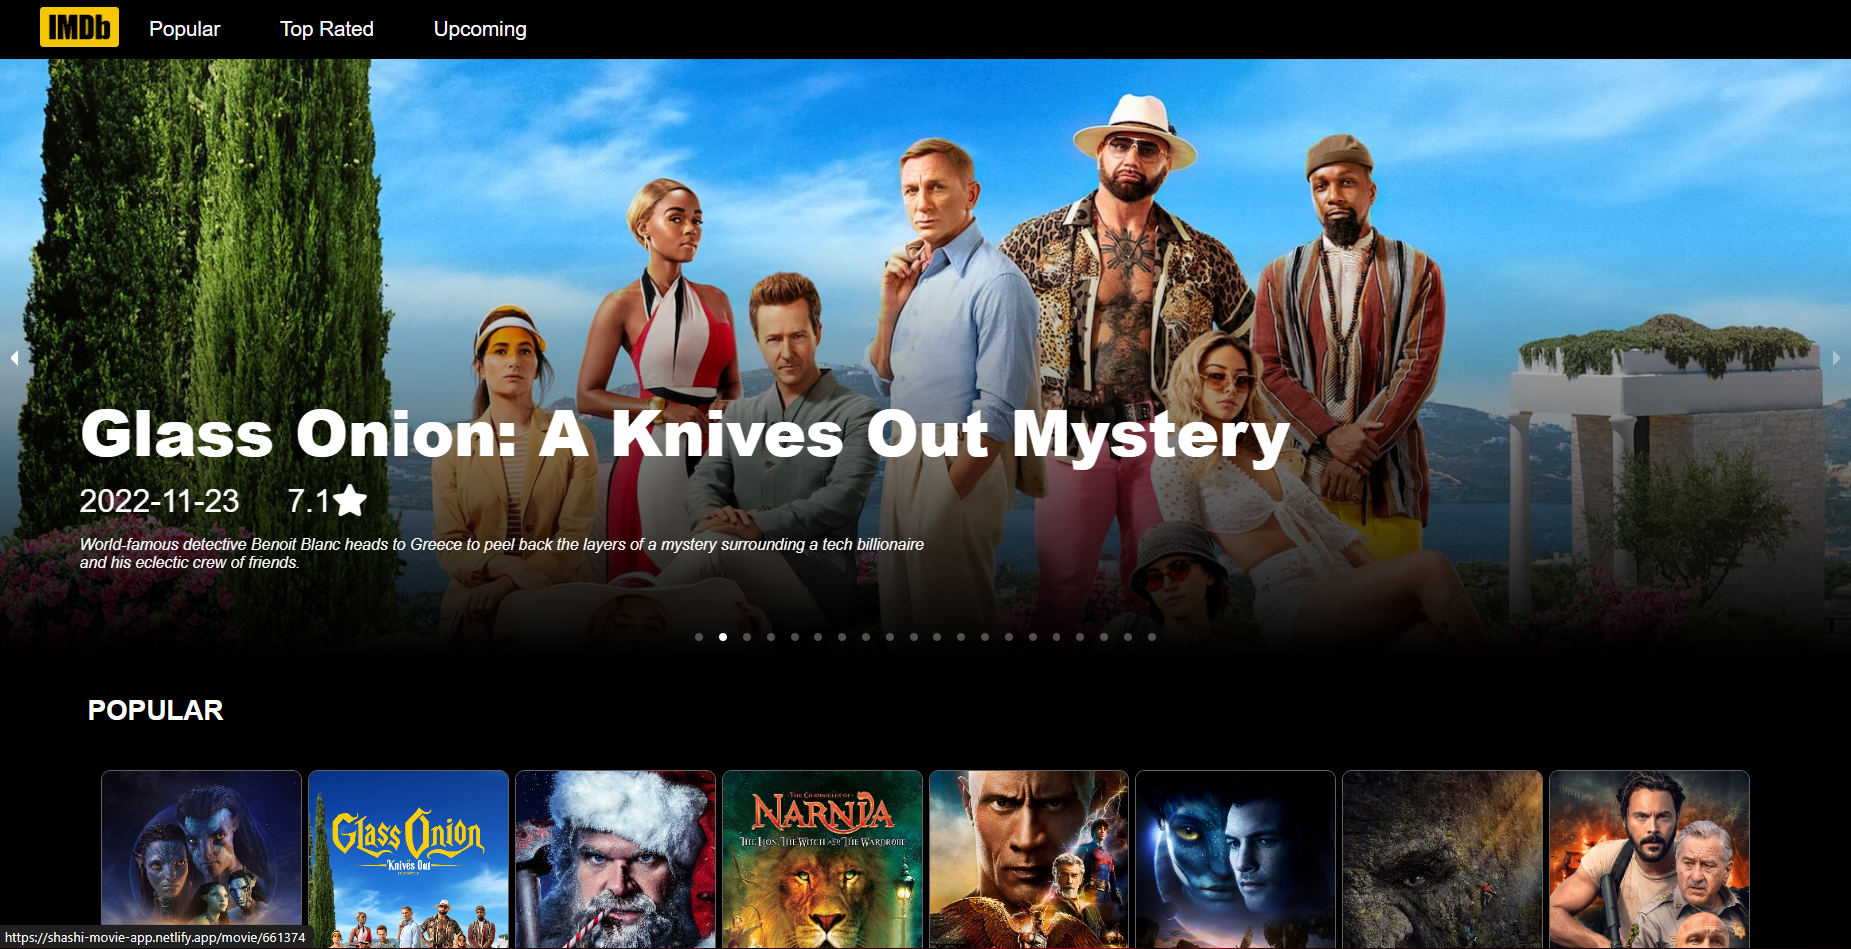 IMDb
Popular
Top Rated
Upcoming
Glass Onion: A Knives Out Mystery
2022-11-23 7.1
World-famous detective Benoit Blanc heads to Greece to peel back the layers of a mystery surrounding a tech billionaire
and his eclectic crew of friends.
POPULAR
Glass Onion
Knives Out
THE CHRONICLES OF
NARNIA
THE LION, THE WITCH AND THE WARDROBE
https://shashi-movie-app.netlify.app/movie/661374